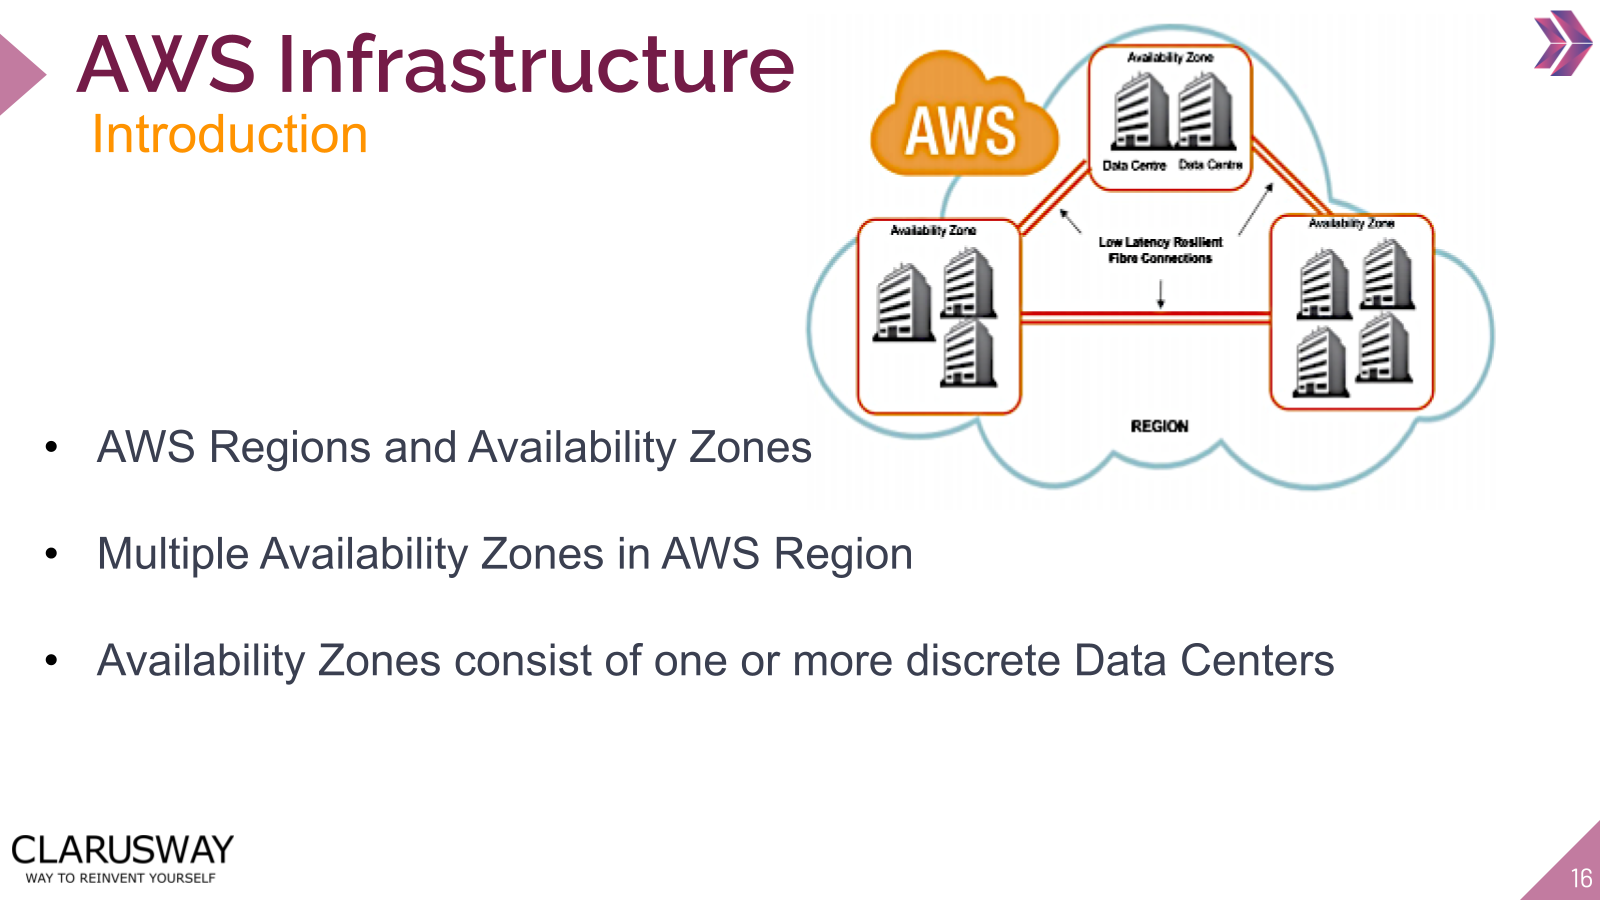 AWS Infrastructure
Introduction
AWS
Availability Zone
Data Centre Data Centre
Availability Zone
Availability Zone
Low Latency Resilient
Fibre Connections
REGION
• AWS Regions and Availability Zones
• Multiple Availability Zones in AWS Region
• Availability Zones consist of one or more discrete Data Centers
CLARUSWAY
WAY TO REINVENT YOURSELF
16